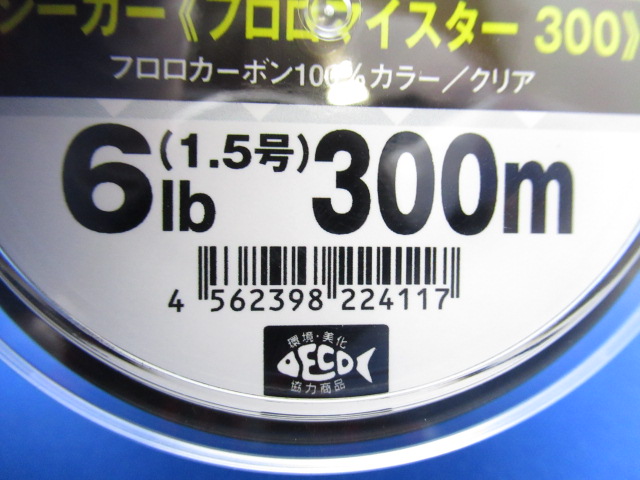 シーガー《フロロマイスター 300》
フロロカーボン100%カラー/クリア
6lb (1.5号) 300m
4 562398 224117
環境・美化
ECO
協力商品